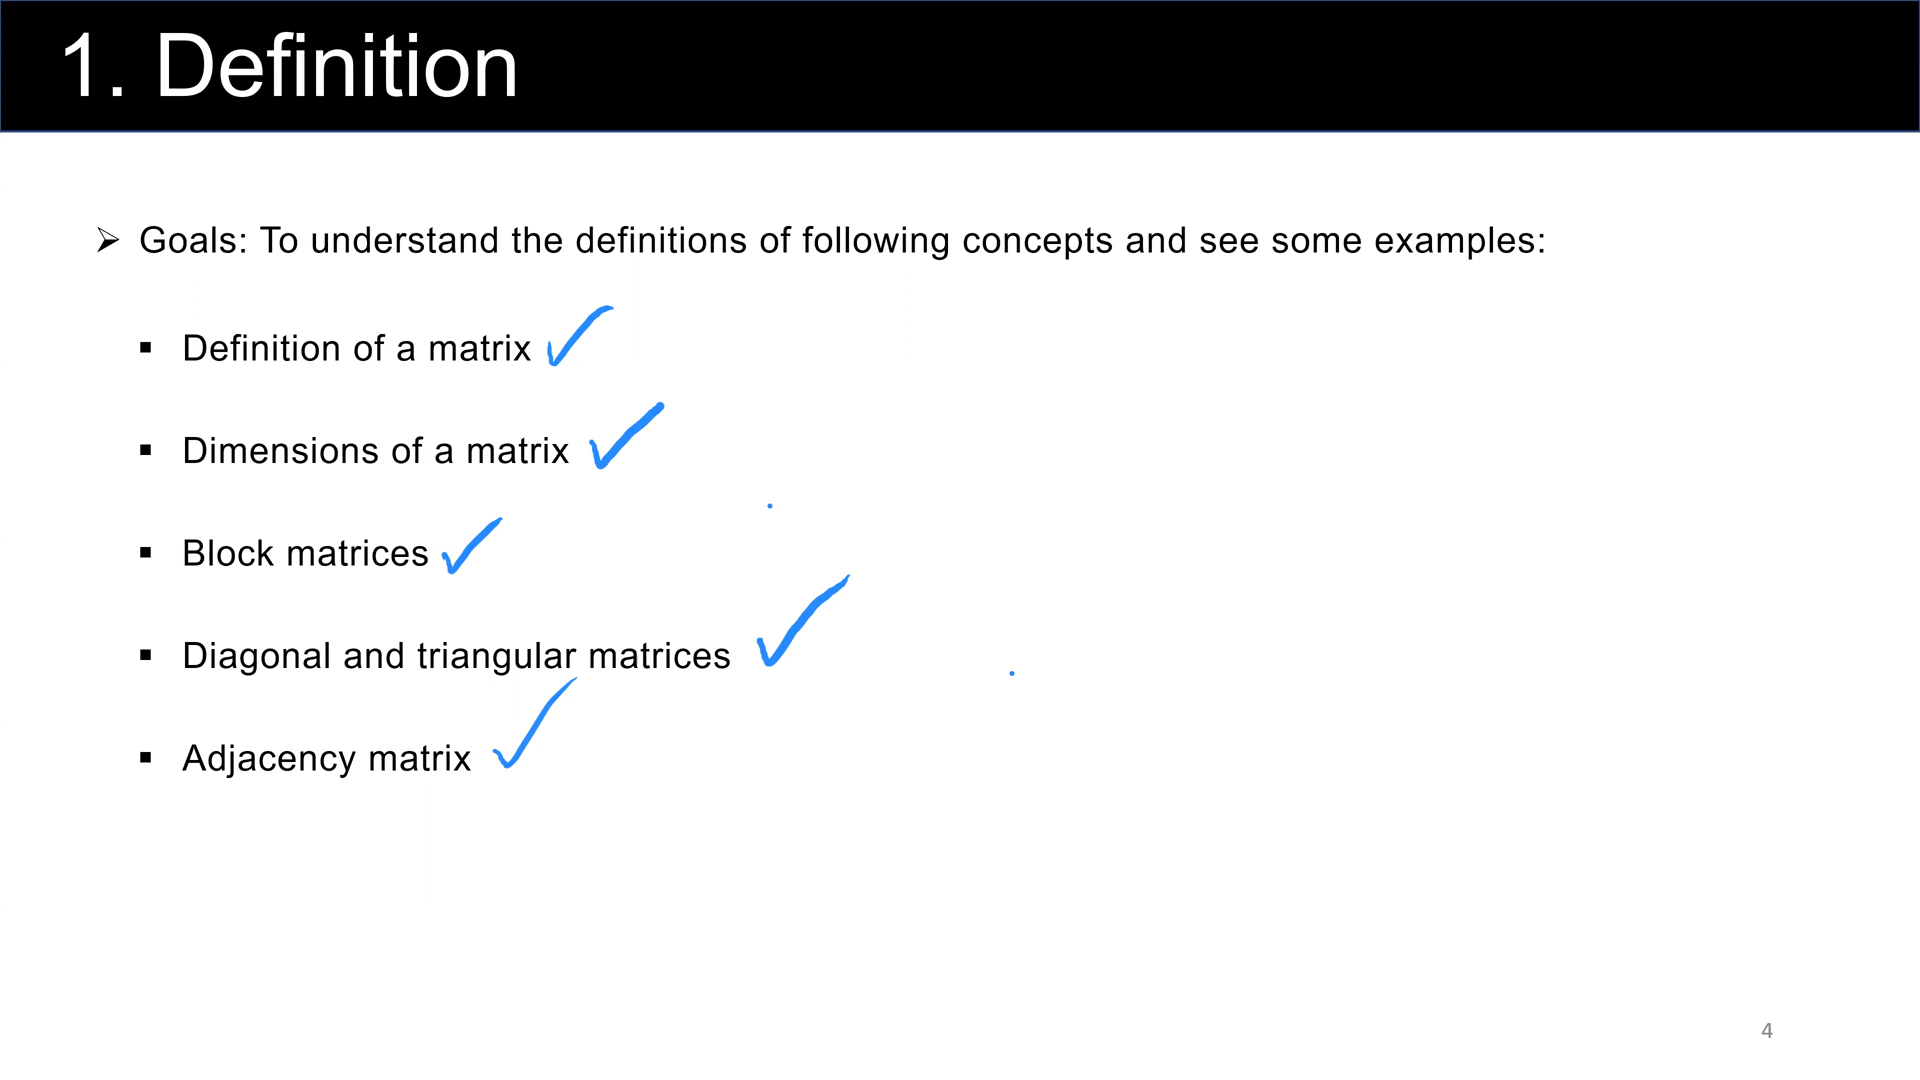 1. Definition
➢ Goals: To understand the definitions of following concepts and see some examples:
▪ Definition of a matrix ✓
▪ Dimensions of a matrix ✓
▪ Block matrices ✓
▪ Diagonal and triangular matrices ✓
▪ Adjacency matrix ✓
4